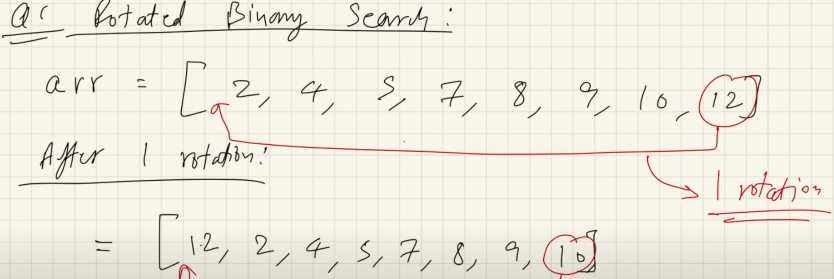 Q: Rotated Binary Search:
arr = [2, 4, 5, 7, 8, 9, 10, 12]
After 1 rotation:
1 rotation
= [12, 2, 4, 5, 7, 8, 9, 10]